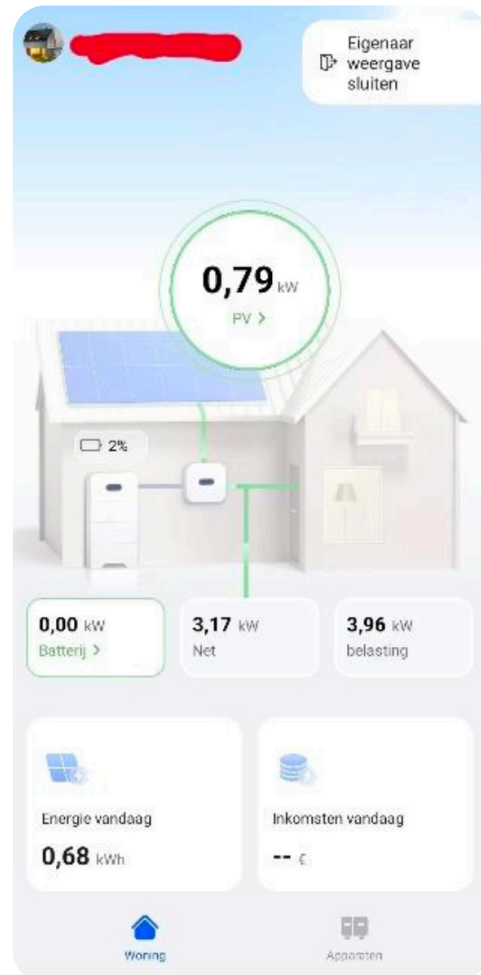 Eigenaar
weergave
sluiten
0,79 kW
PV >
2%
0,00 kW
Batterij >
3,17 kW
Net
3,96 kW
belasting
Energie vandaag
0,68 kWh
Inkomsten vandaag
-- €
Woning
Apparaten